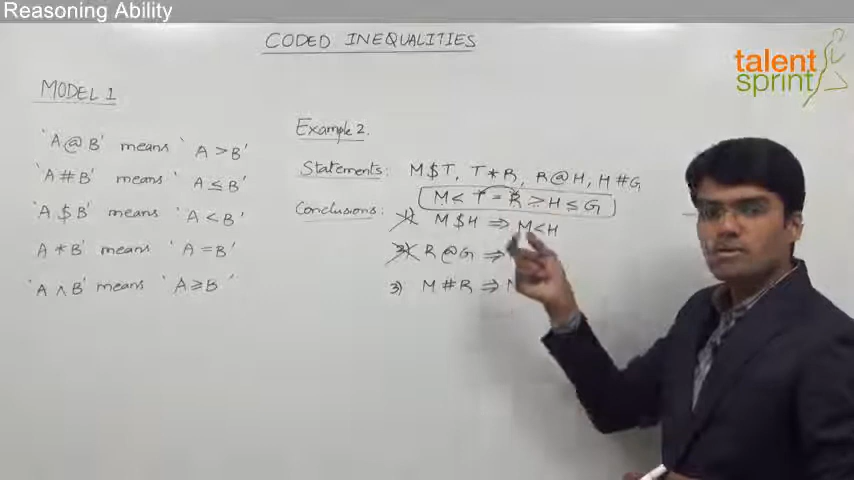 Reasoning Ability
CODED INEQUALITIES
talent
sprint
MODEL 1
'A@B' means 'A > B'
'A # B' means 'A ≤ B'
'A $ B' means 'A < B'
'A * B' means 'A = B'
'A ∧ B' means 'A ≥ B'
Example 2.
Statements: M $ T, T * R, R @ H, H # G
M < T = R > H ≤ G
Conclusions: 1) M $ H ⇒ M < H
2) R @ G ⇒
3) M # R ⇒